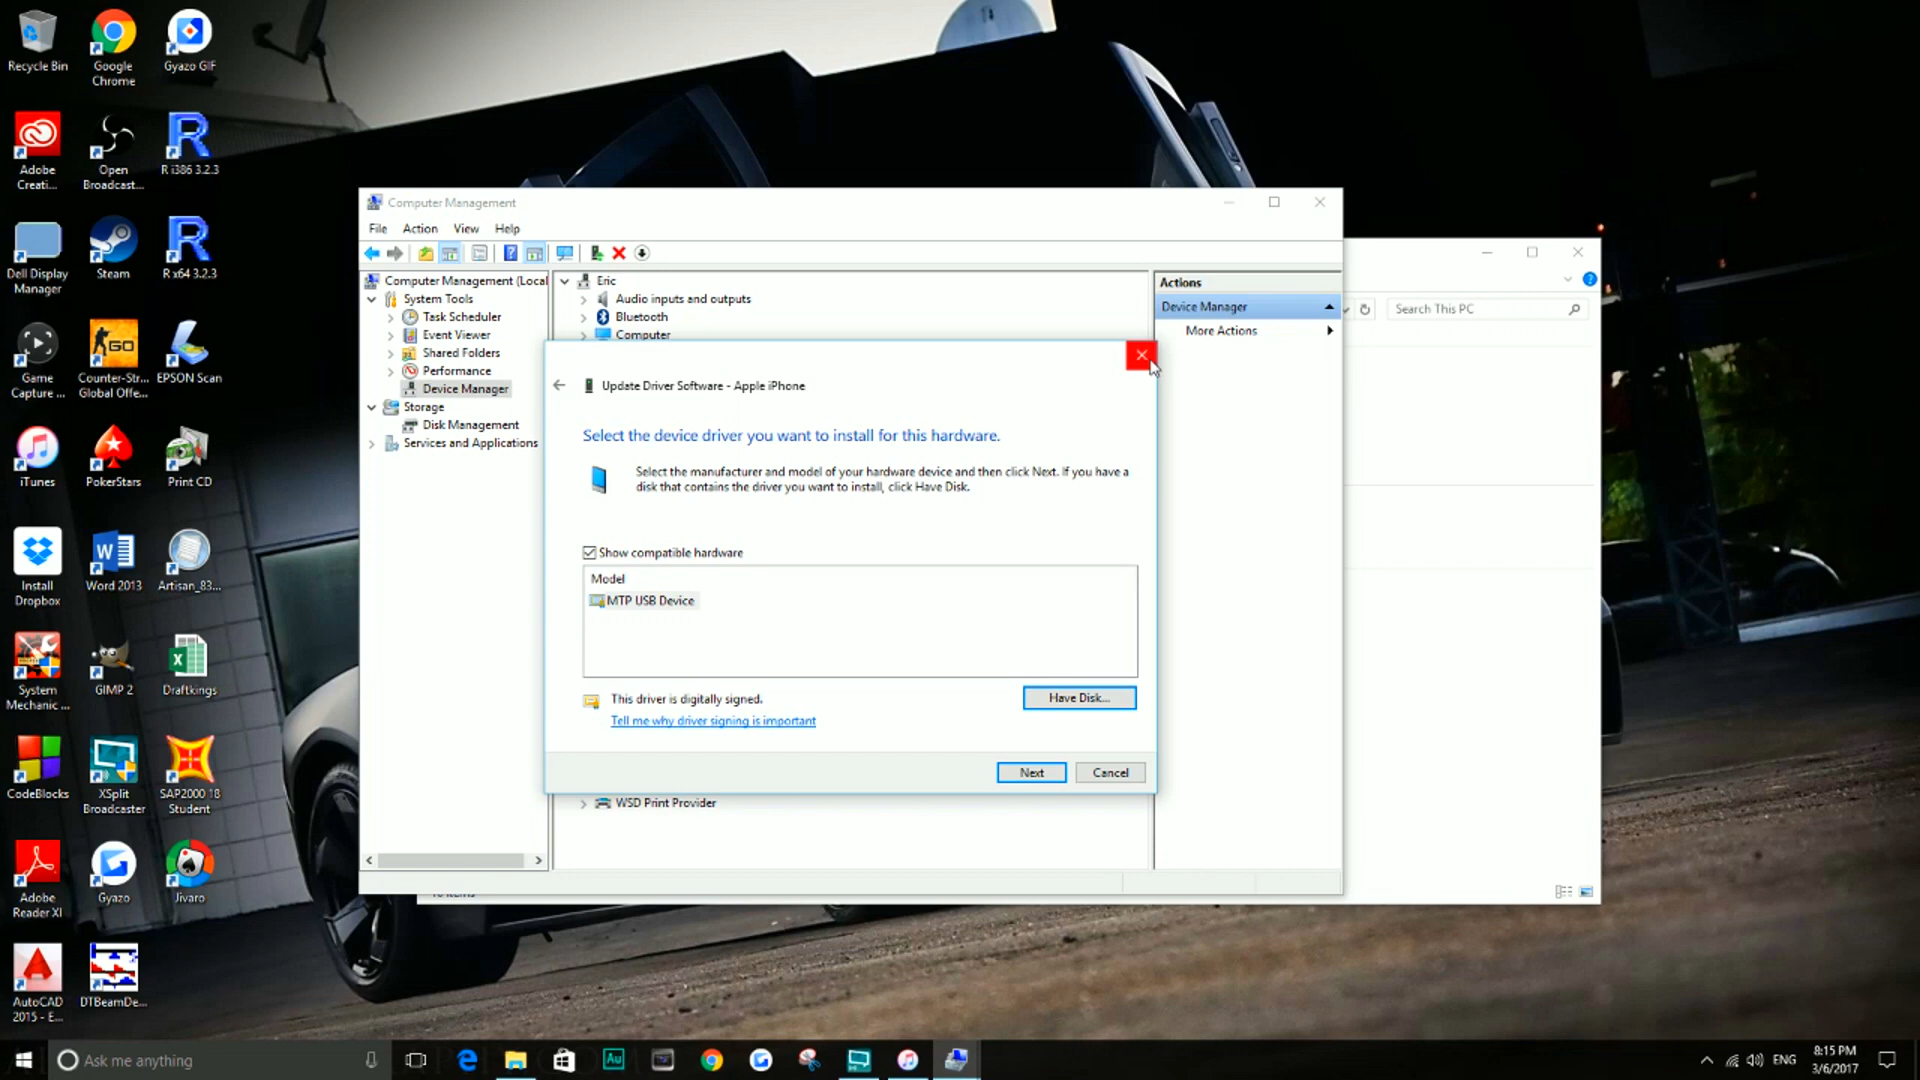 Recycle Bin
Google
Chrome
Gyazo GIF
Adobe
Creati...
Open
Broadcast...
R i386 3.2.3
Dell Display
Manager
Steam
R x64 3.2.3
Game
Capture ...
Counter-Str...
Global Offe...
EPSON Scan
iTunes
PokerStars
Print CD
Install
Dropbox
Word 2013
Artisan_83...
System
Mechanic ...
GIMP 2
Draftkings
CodeBlocks
XSplit
Broadcaster
SAP2000 18
Student
Adobe
Reader XI
Gyazo
Jivaro
AutoCAD
2015 - E...
DTBeamDe...
Computer Management
File Action View Help
Computer Management (Local
System Tools
Task Scheduler
Event Viewer
Shared Folders
Performance
Device Manager
Storage
Disk Management
Services and Applications
Eric
Audio inputs and outputs
Bluetooth
Computer
WSD Print Provider
Actions
Device Manager
More Actions
Search This PC
Update Driver Software - Apple iPhone
Select the device driver you want to install for this hardware.
Select the manufacturer and model of your hardware device and then click Next. If you have a
disk that contains the driver you want to install, click Have Disk.
Show compatible hardware
Model
MTP USB Device
This driver is digitally signed.
Have Disk...
Tell me why driver signing is important
Next
Cancel
Ask me anything
Au
ENG
8:15 PM
3/6/2017